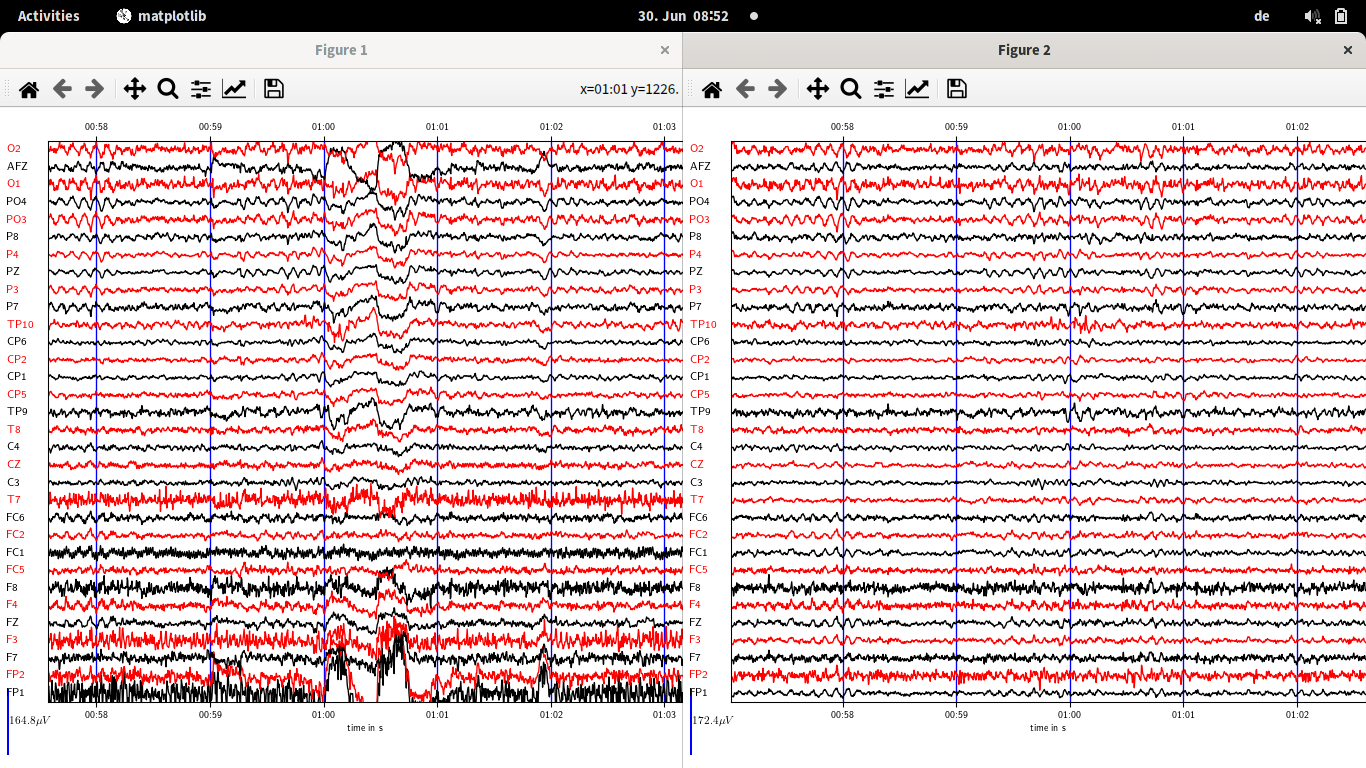 Activities matplotlib 30. Jun 08:52 de
Figure 1
x=01:01 y=1226.
00:58 00:59 01:00 01:01 01:02 01:03
O2
AFZ
O1
PO4
PO3
P8
P4
PZ
P3
P7
TP10
CP6
CP2
CP1
CP5
TP9
T8
C4
CZ
C3
T7
FC6
FC2
FC1
FC5
F8
F4
FZ
F3
F7
FP2
FP1
00:58 00:59 01:00 01:01 01:02 01:03
164.8μV
time in s
Figure 2
00:58 00:59 01:00 01:01 01:02
O2
AFZ
O1
PO4
PO3
P8
P4
PZ
P3
P7
TP10
CP6
CP2
CP1
CP5
TP9
T8
C4
CZ
C3
T7
FC6
FC2
FC1
FC5
F8
F4
FZ
F3
F7
FP2
FP1
00:58 00:59 01:00 01:01 01:02
172.4μV
time in s